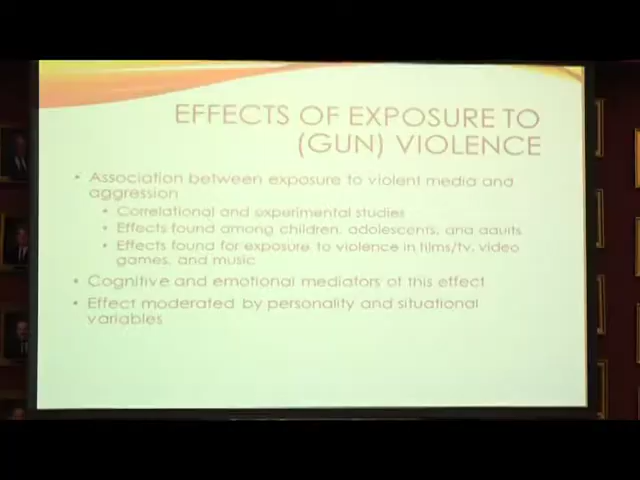 EFFECTS OF EXPOSURE TO
(GUN) VIOLENCE
• Association between exposure to violent media and
aggression
• Correlational and experimental studies
• Effects found among children, adolescents, and adults
• Effects found for exposure to violence in films/tv, video
games, and music
• Cognitive and emotional mediators of this effect
• Effect moderated by personality and situational
variables